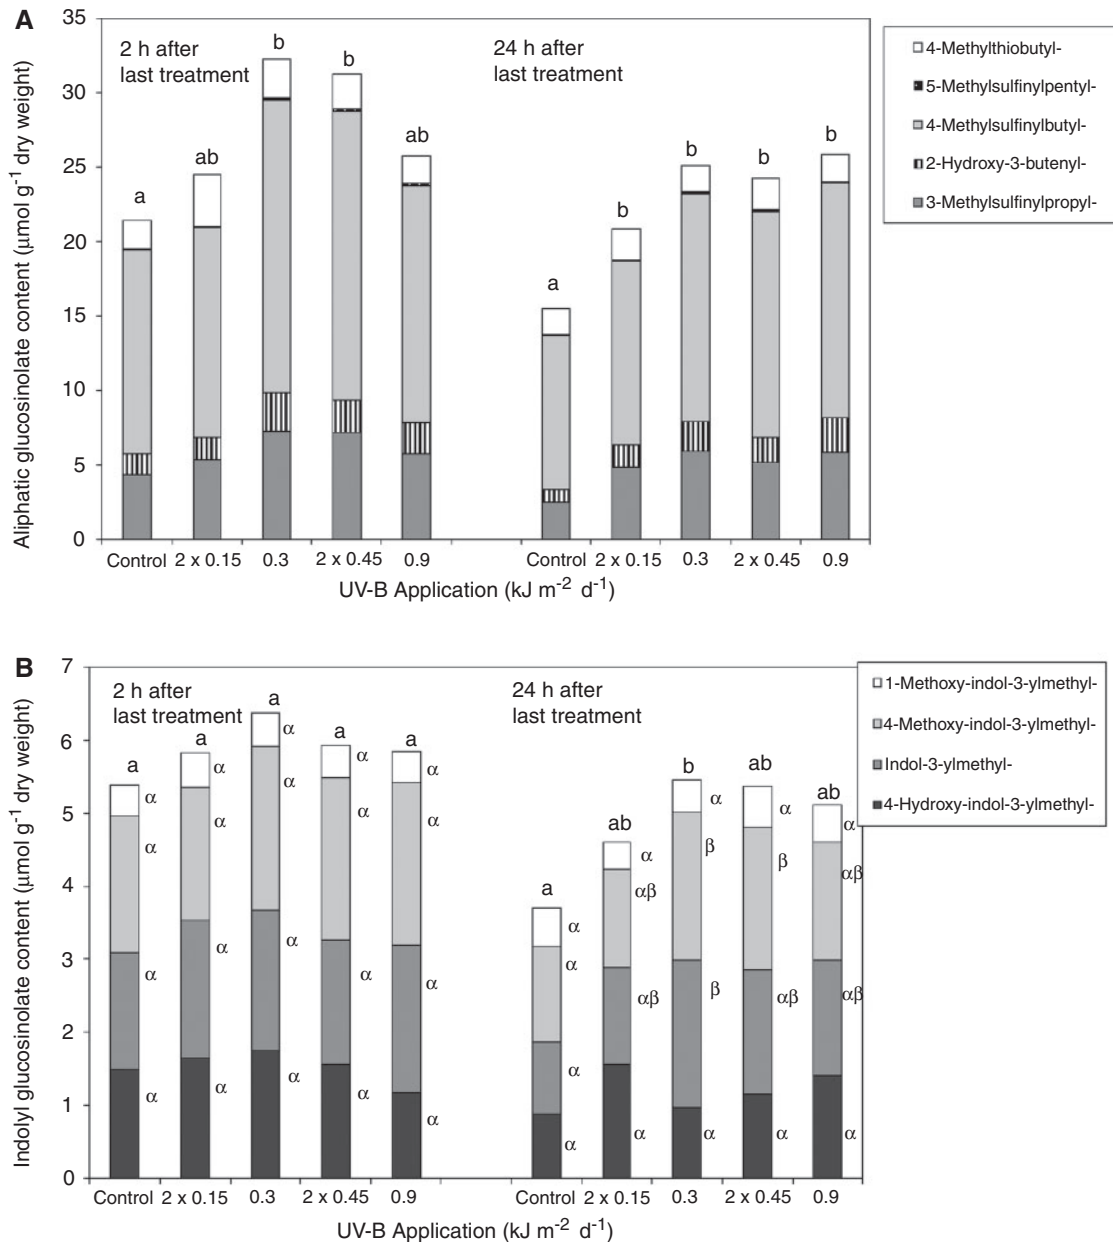 A
Aliphatic glucosinolate content (μmol g⁻¹ dry weight)
35
30
25
20
15
10
5
0
2 h after
last treatment
24 h after
last treatment
a
ab
b
b
ab
a
b
b
b
b
Control
2 x 0.15
0.3
2 x 0.45
0.9
Control
2 x 0.15
0.3
2 x 0.45
0.9
UV-B Application (kJ m⁻² d⁻¹)
4-Methylthiobutyl-
5-Methylsulfinylpentyl-
4-Methylsulfinylbutyl-
2-Hydroxy-3-butenyl-
3-Methylsulfinylpropyl-
B
Indolyl glucosinolate content (μmol g⁻¹ dry weight)
7
6
5
4
3
2
1
0
2 h after
last treatment
24 h after
last treatment
a
α
α
α
α
a
α
α
α
α
a
α
α
α
α
a
α
α
α
α
a
α
α
α
α
a
α
α
α
α
ab
α
αβ
αβ
α
b
α
β
β
α
ab
α
β
αβ
α
ab
α
αβ
αβ
α
Control
2 x 0.15
0.3
2 x 0.45
0.9
Control
2 x 0.15
0.3
2 x 0.45
0.9
UV-B Application (kJ m⁻² d⁻¹)
1-Methoxy-indol-3-ylmethyl-
4-Methoxy-indol-3-ylmethyl-
Indol-3-ylmethyl-
4-Hydroxy-indol-3-ylmethyl-